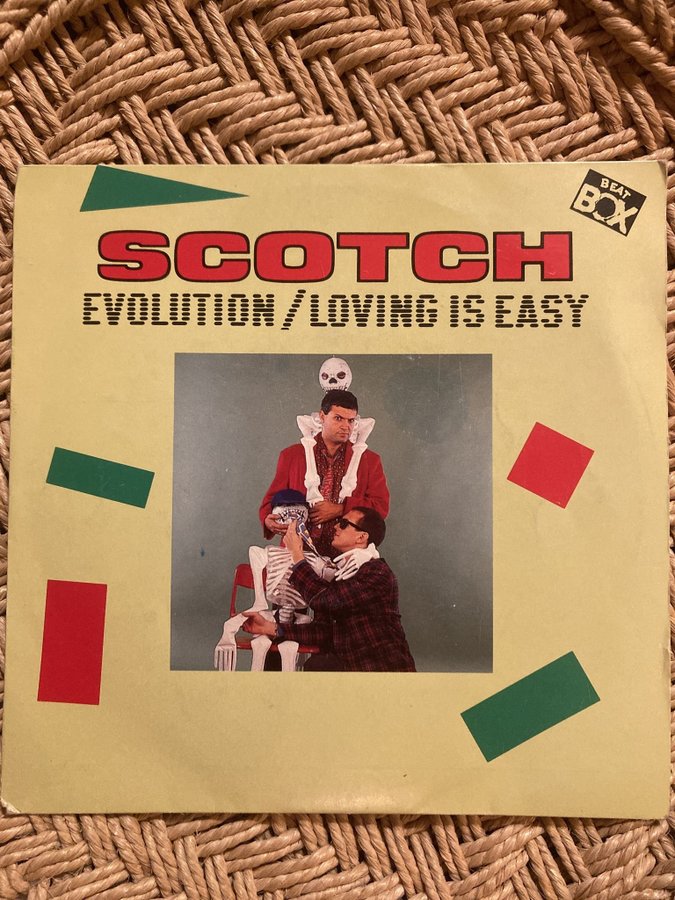 BEAT
BOX
SCOTCH
EVOLUTION/LOVING IS EASY